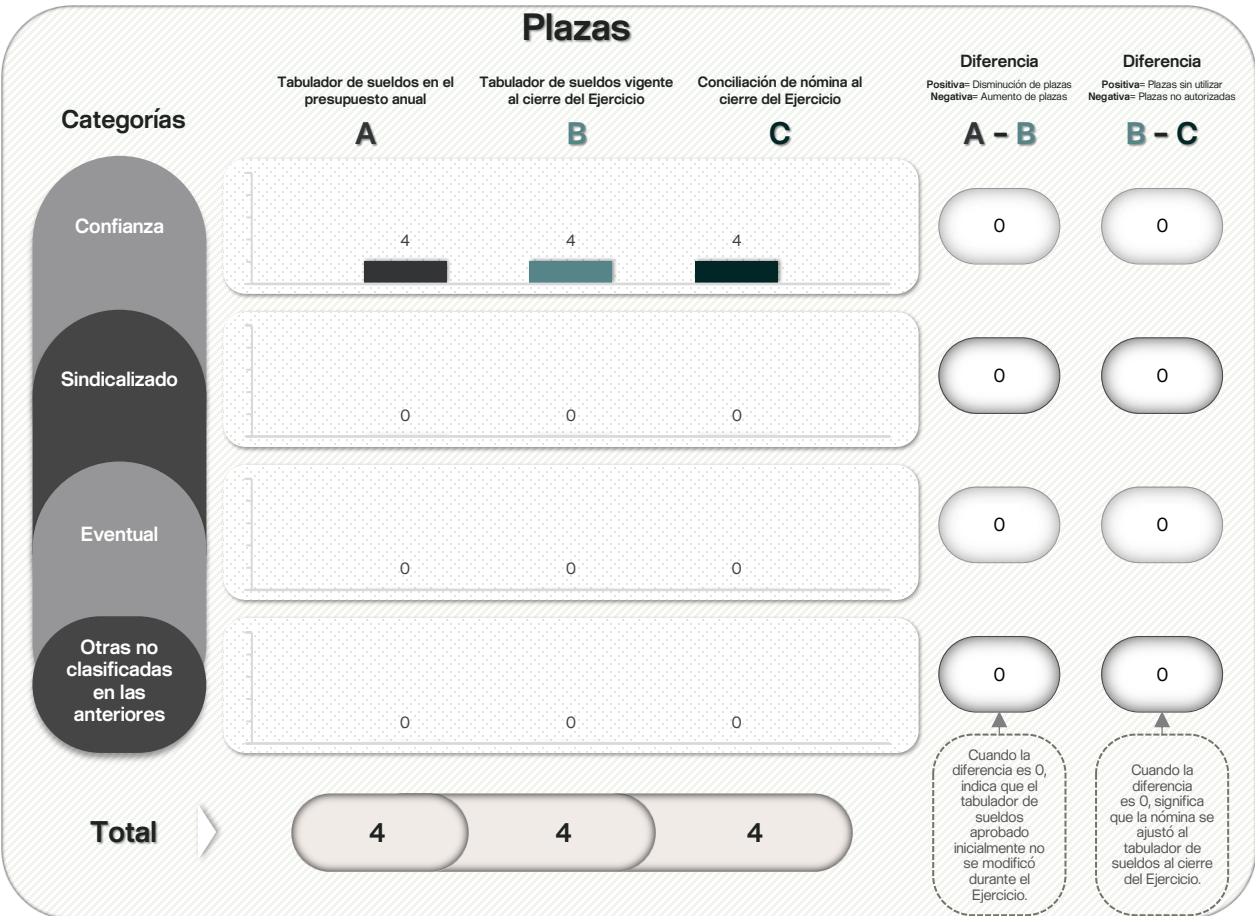 Plazas
Categorías
Tabulador de sueldos en el
presupuesto anual
A
Tabulador de sueldos vigente
al cierre del Ejercicio
B
Conciliación de nómina al
cierre del Ejercicio
C
Diferencia
Positiva= Disminución de plazas
Negativa= Aumento de plazas
A – B
Diferencia
Positiva= Plazas sin utilizar
Negativa= Plazas no autorizadas
B – C
Confianza
4 4 4
0 0
Sindicalizado
0 0 0
0 0
Eventual
0 0 0
0 0
Otras no
clasificadas
en las
anteriores
0 0 0
0 0
Total
4 4 4
Cuando la
diferencia es 0,
indica que el
tabulador de
sueldos
aprobado
inicialmente no
se modificó
durante el
Ejercicio.
Cuando la
diferencia
es 0, significa
que la nómina se
ajustó al
tabulador de
sueldos al cierre
del Ejercicio.